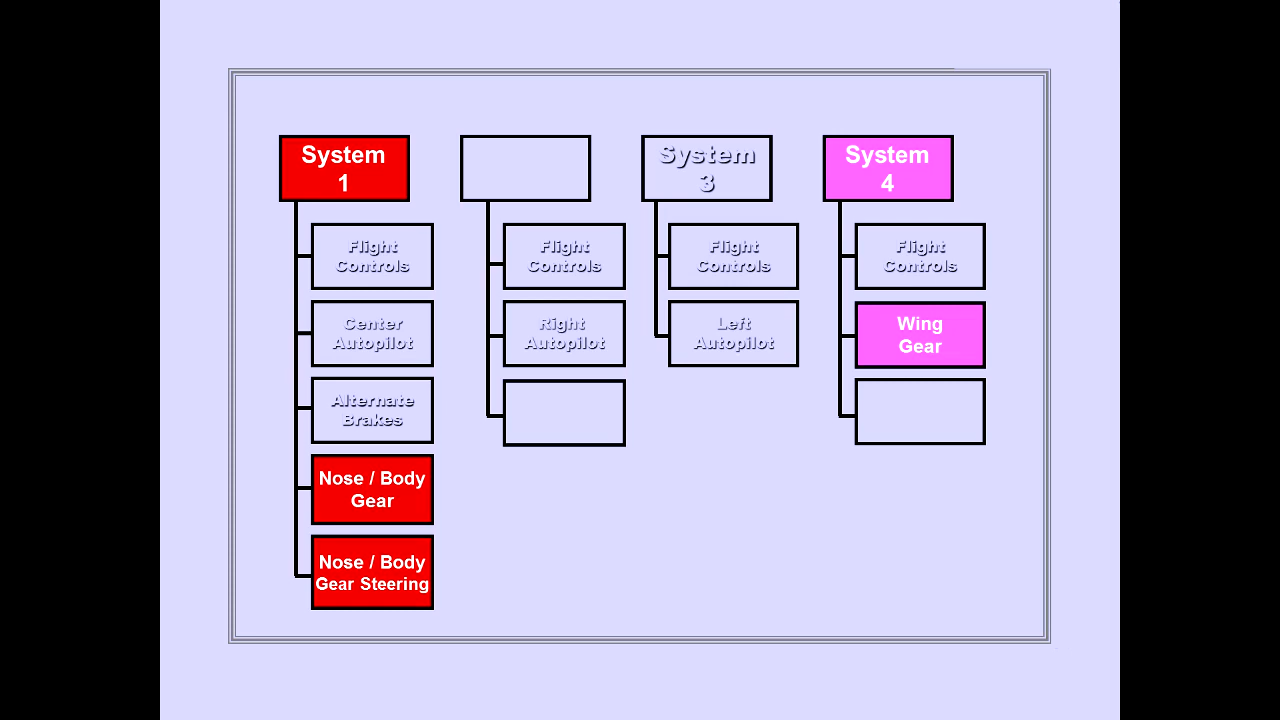 System
1
Flight
Controls
Center
Autopilot
Alternate
Brakes
Nose / Body
Gear
Nose / Body
Gear Steering
Flight
Controls
Right
Autopilot
System
3
Flight
Controls
Left
Autopilot
System
4
Flight
Controls
Wing
Gear